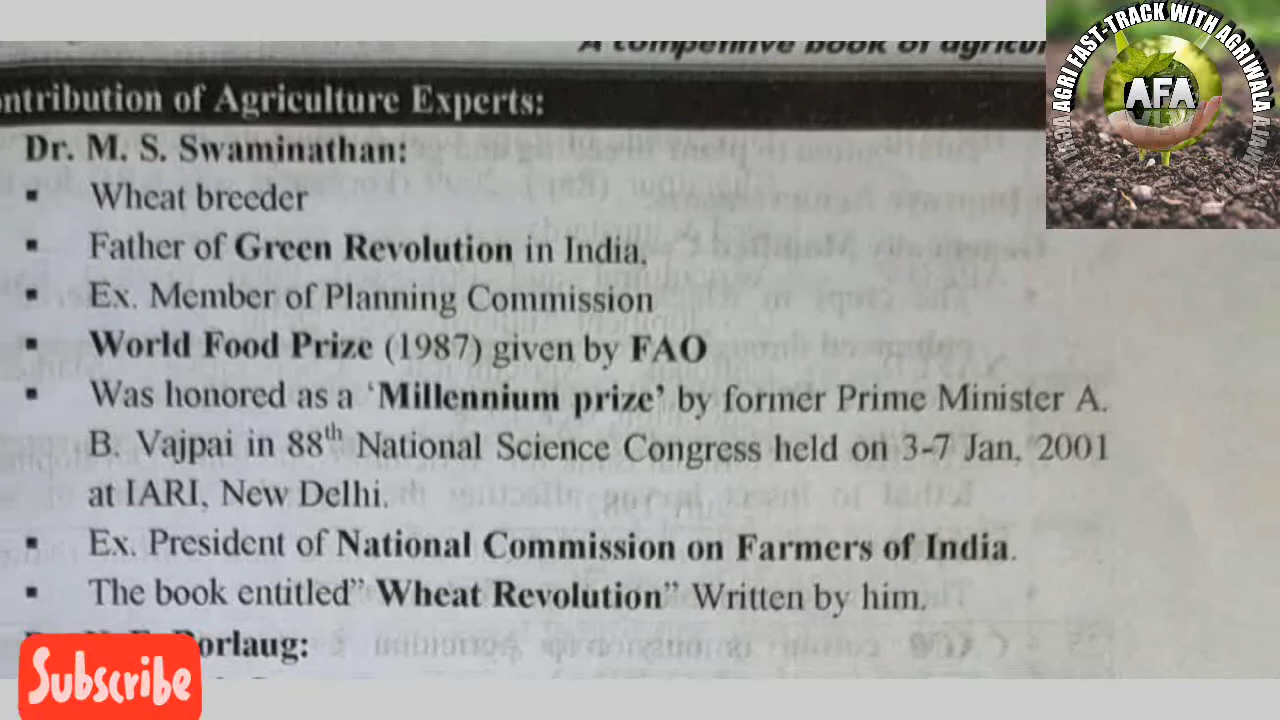 A competitive book of agricul
ontribution of Agriculture Experts:
Dr. M. S. Swaminathan:
▪ Wheat breeder
▪ Father of Green Revolution in India.
▪ Ex. Member of Planning Commission
▪ World Food Prize (1987) given by FAO
▪ Was honored as a ‘Millennium prize’ by former Prime Minister A.
B. Vajpai in 88th National Science Congress held on 3-7 Jan, 2001
at IARI, New Delhi.
▪ Ex. President of National Commission on Farmers of India.
▪ The book entitled” Wheat Revolution” Written by him.
orlaug:
Subscribe
AGRI FAST-TRACK WITH AGRIWALA
AFA